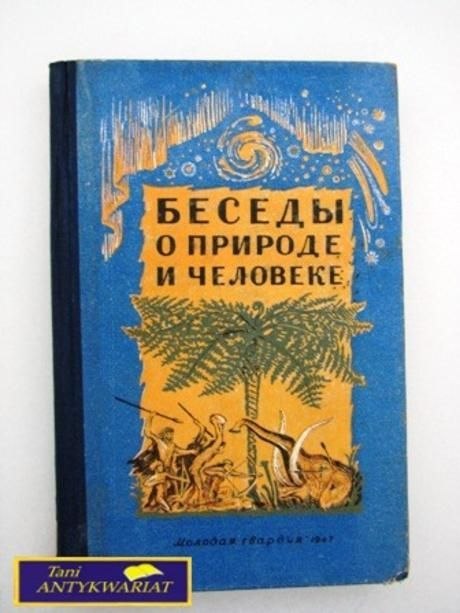 БЕСЕДЫ
О ПРИРОДЕ
И ЧЕЛОВЕКЕ
Молодая гвардия · 1947
Tani
ANTYKWARIAT